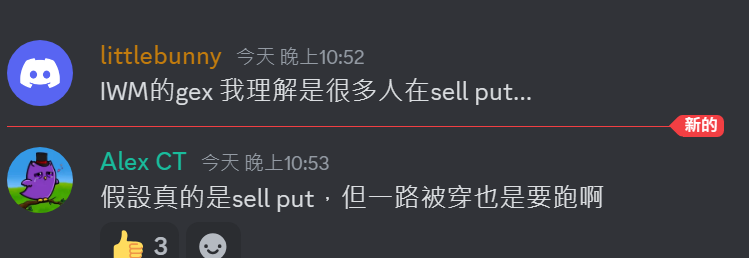 littlebunny 今天 晚上10:52
IWM的gex 我理解是很多人在sell put...
新的
Alex CT 今天 晚上10:53
假設真的是sell put，但一路被穿也是要跑啊
3